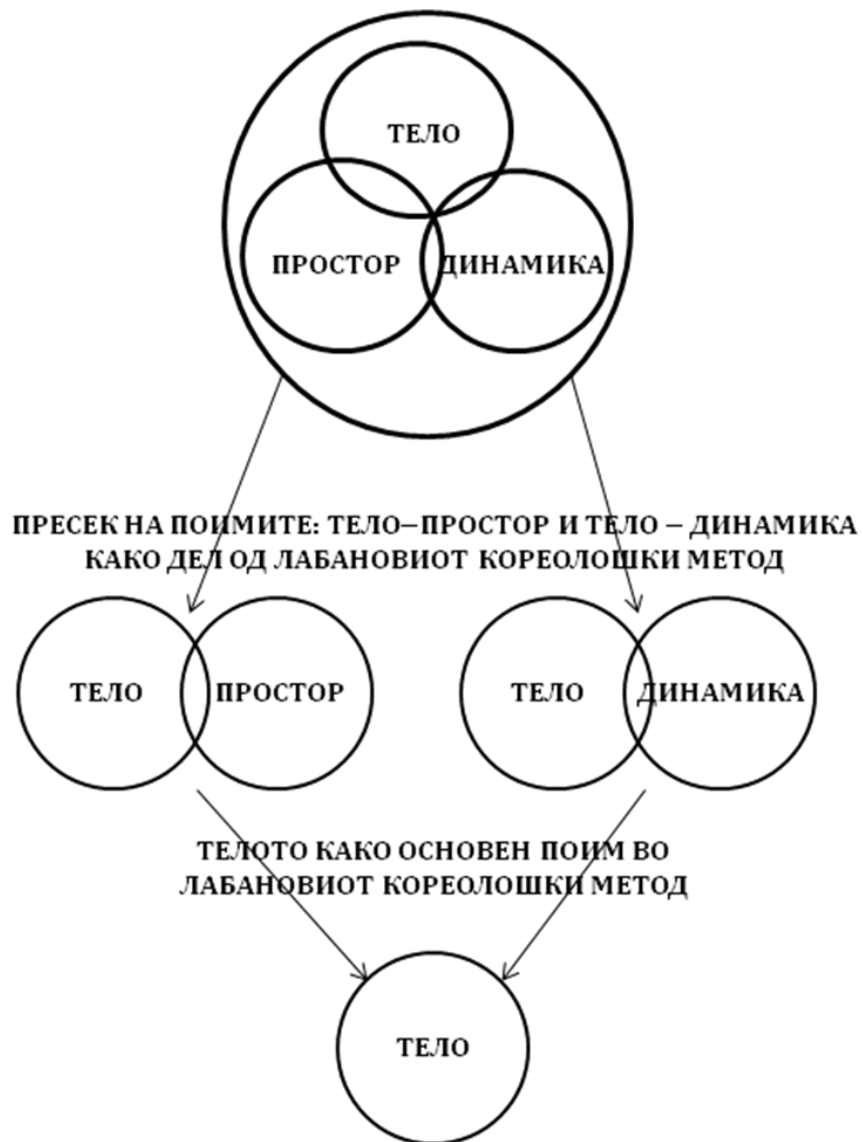 ТЕЛО
ПРОСТОР
ДИНАМИКА
ПРЕСЕК НА ПОИМИТЕ: ТЕЛО–ПРОСТОР И ТЕЛО – ДИНАМИКА
КАКО ДЕЛ ОД ЛАБАНОВИОТ КОРЕОЛОШКИ МЕТОД
ТЕЛО
ПРОСТОР
ТЕЛО
ДИНАМИКА
ТЕЛОТО КАКО ОСНОВЕН ПОИМ ВО
ЛАБАНОВИОТ КОРЕОЛОШКИ МЕТОД
ТЕЛО